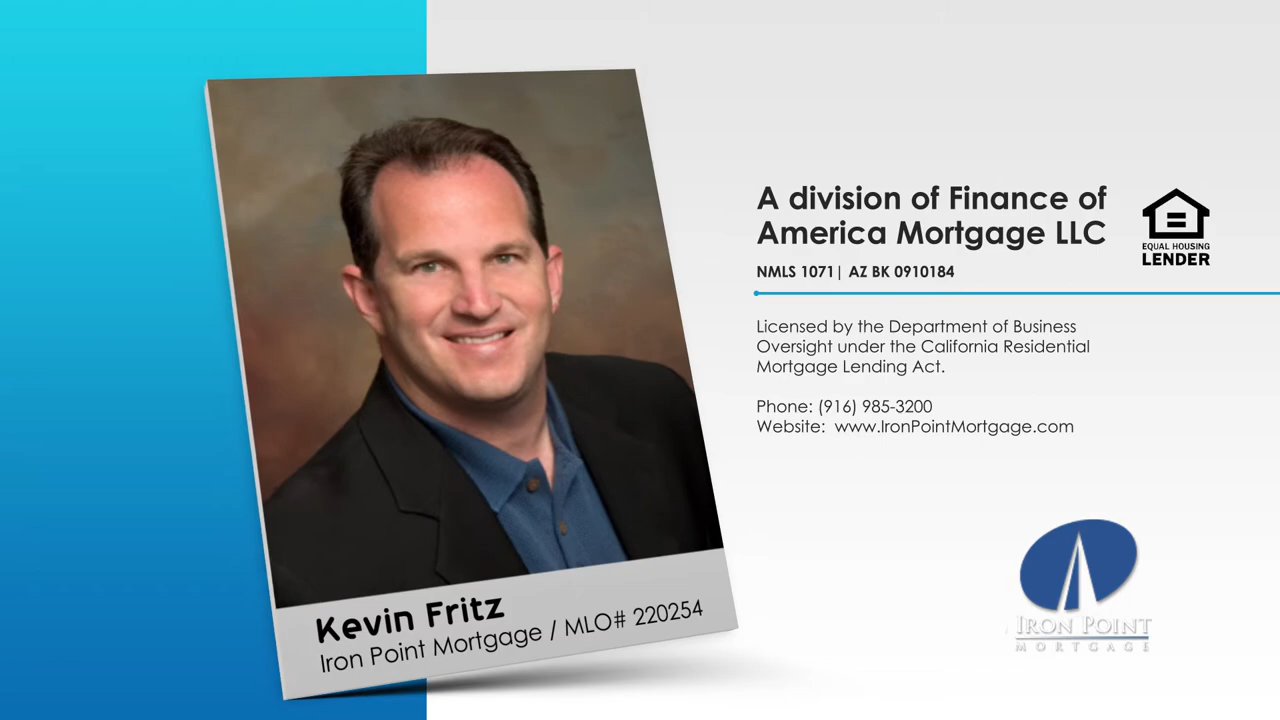 A division of Finance of
America Mortgage LLC
NMLS 1071| AZ BK 0910184
EQUAL HOUSING
LENDER
Licensed by the Department of Business
Oversight under the California Residential
Mortgage Lending Act.
Phone: (916) 985-3200
Website: www.IronPointMortgage.com
Kevin Fritz
Iron Point Mortgage / MLO# 220254
IRON POINT
MORTGAGE